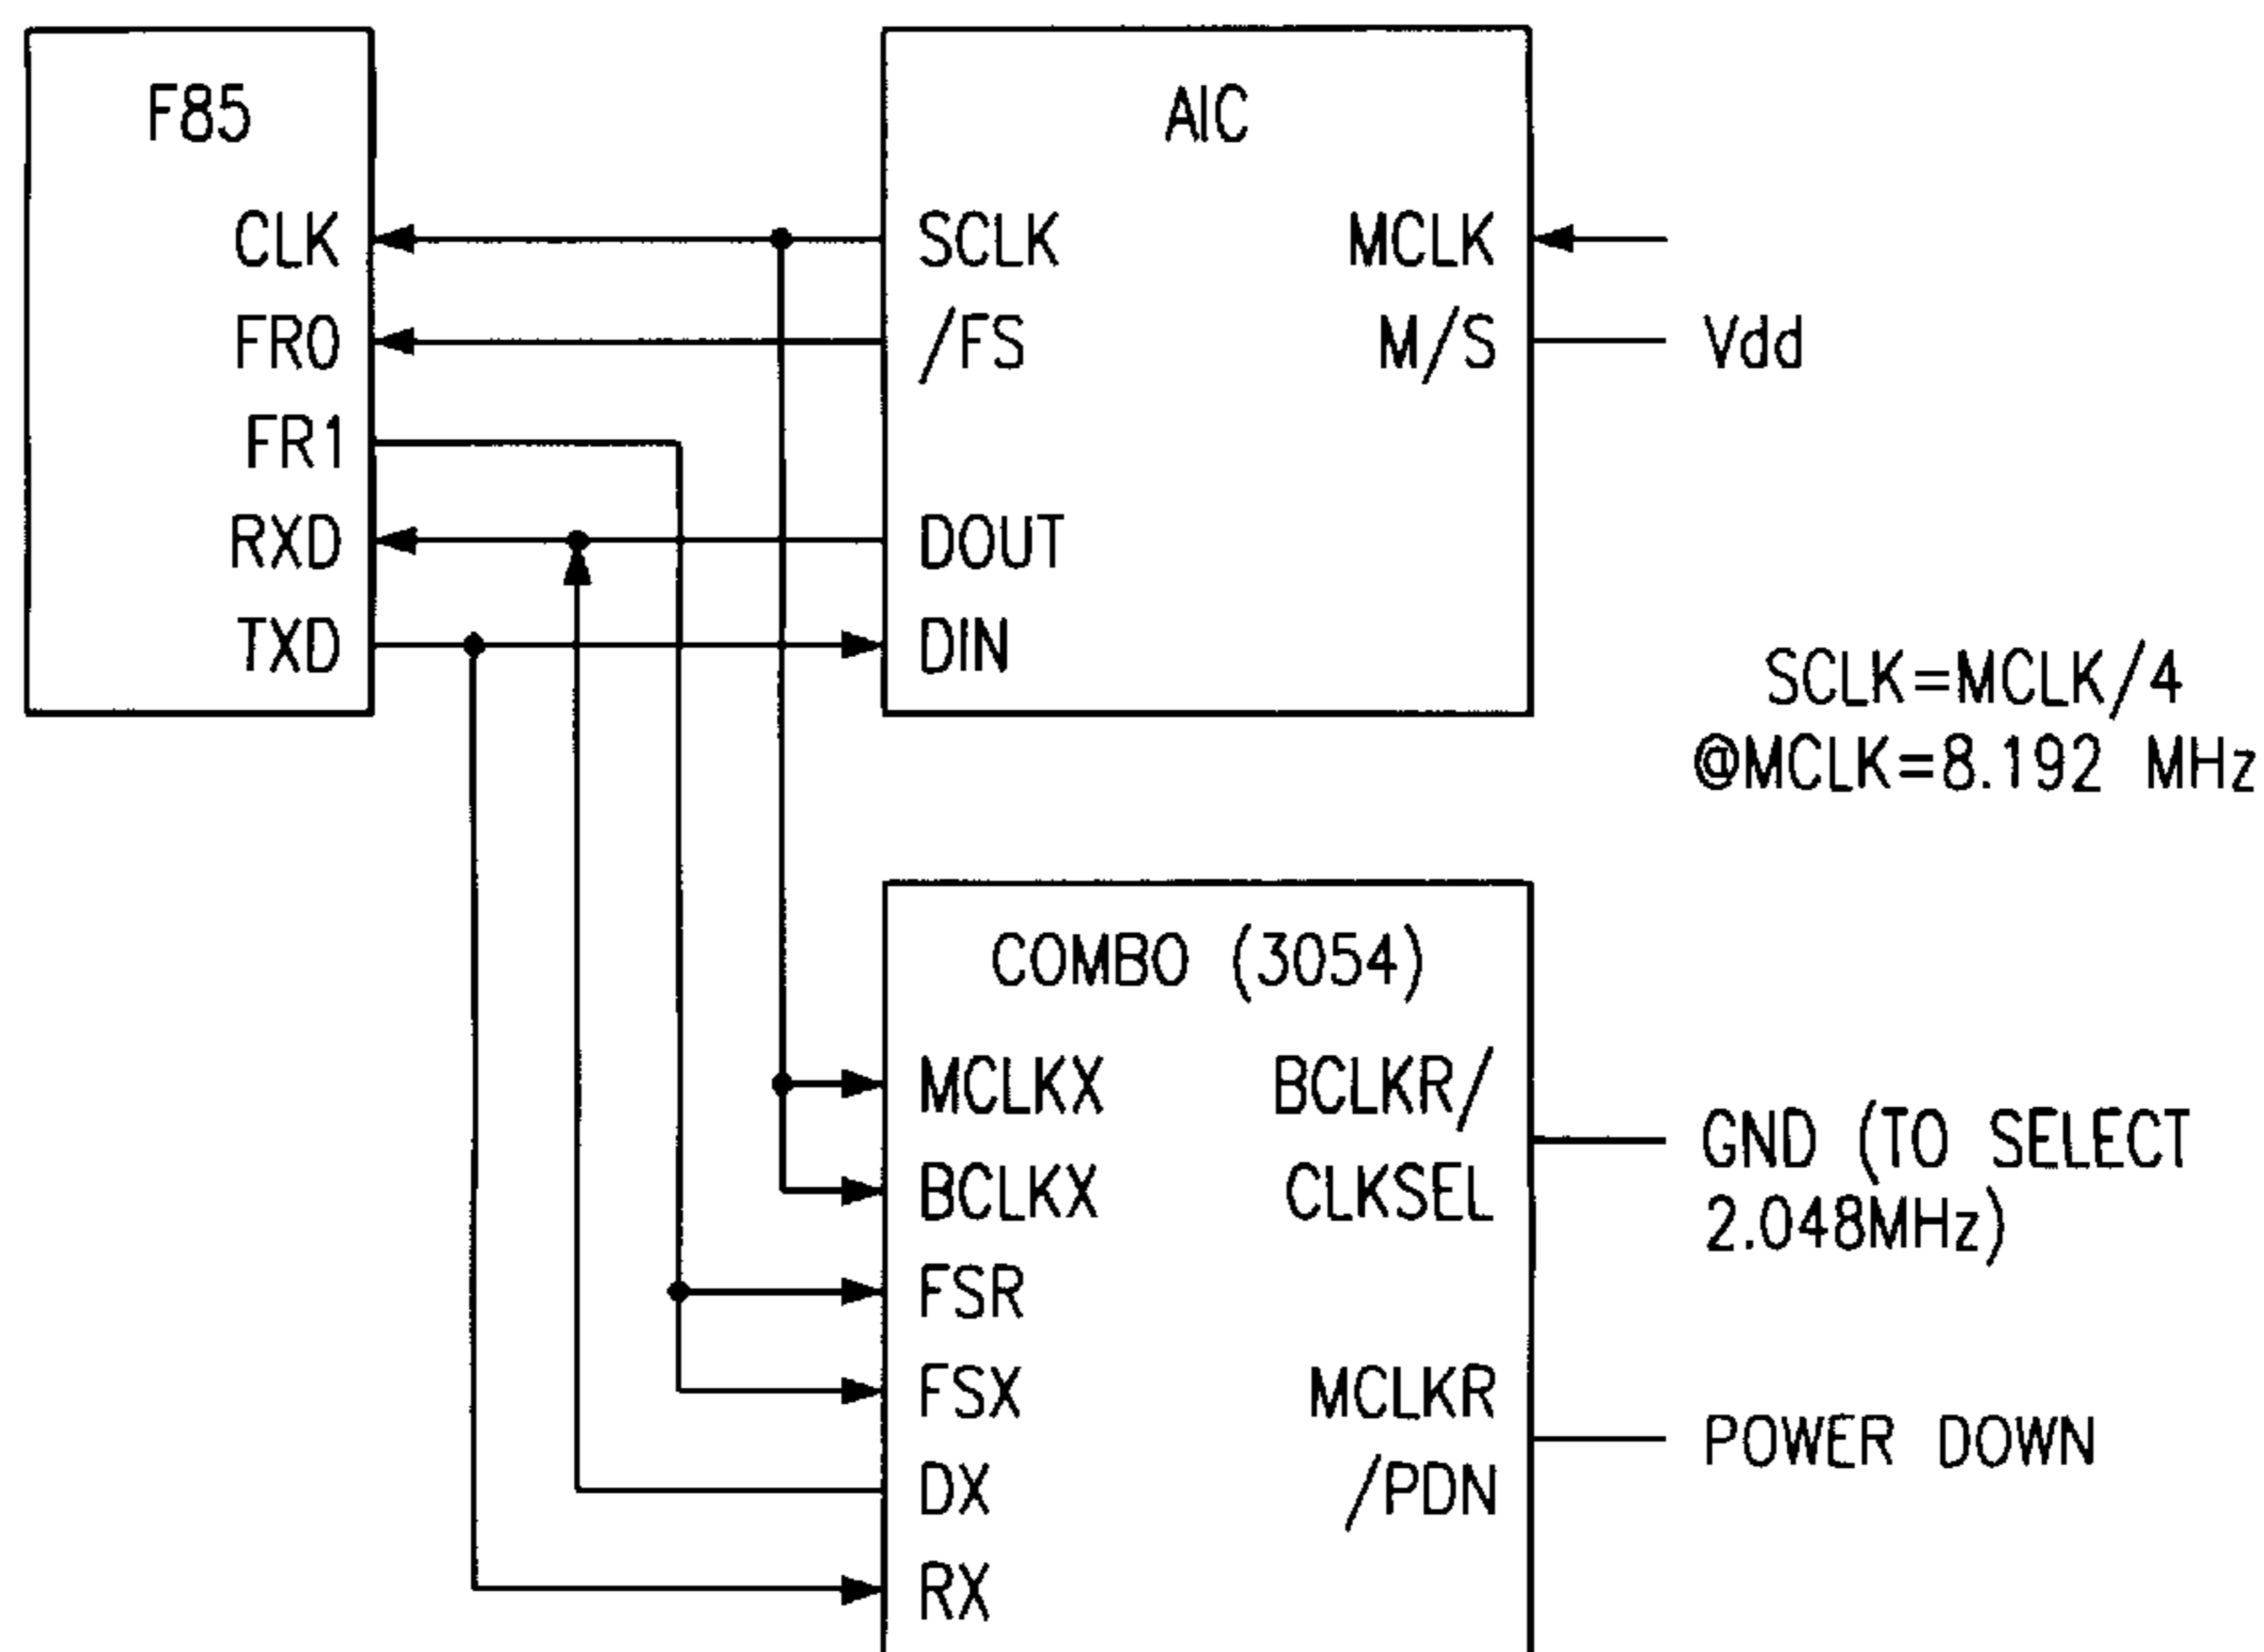 F85
CLK
FR0
FR1
RXD
TXD
AIC
SCLK
/FS
DOUT
DIN
MCLK
M/S
Vdd
SCLK=MCLK/4
@MCLK=8.192 MHz
COMBO (3054)
MCLKX
BCLKX
FSR
FSX
DX
RX
BCLKR/
CLKSEL
MCLKR
/PDN
GND (TO SELECT
2.048MHz)
POWER DOWN